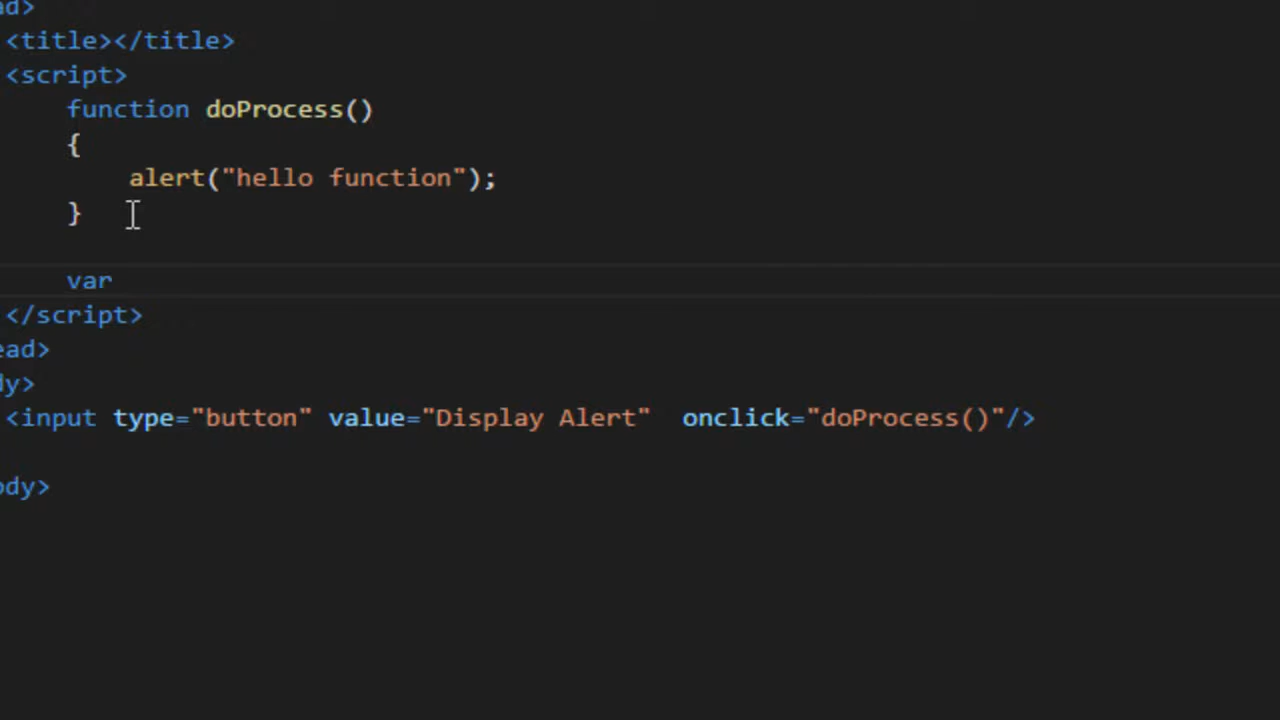 ad>
<title></title>
<script>
function doProcess()
{
alert("hello function");
}
var
</script>
ead>
dy>
<input type="button" value="Display Alert"  onclick="doProcess()"/>
ody>